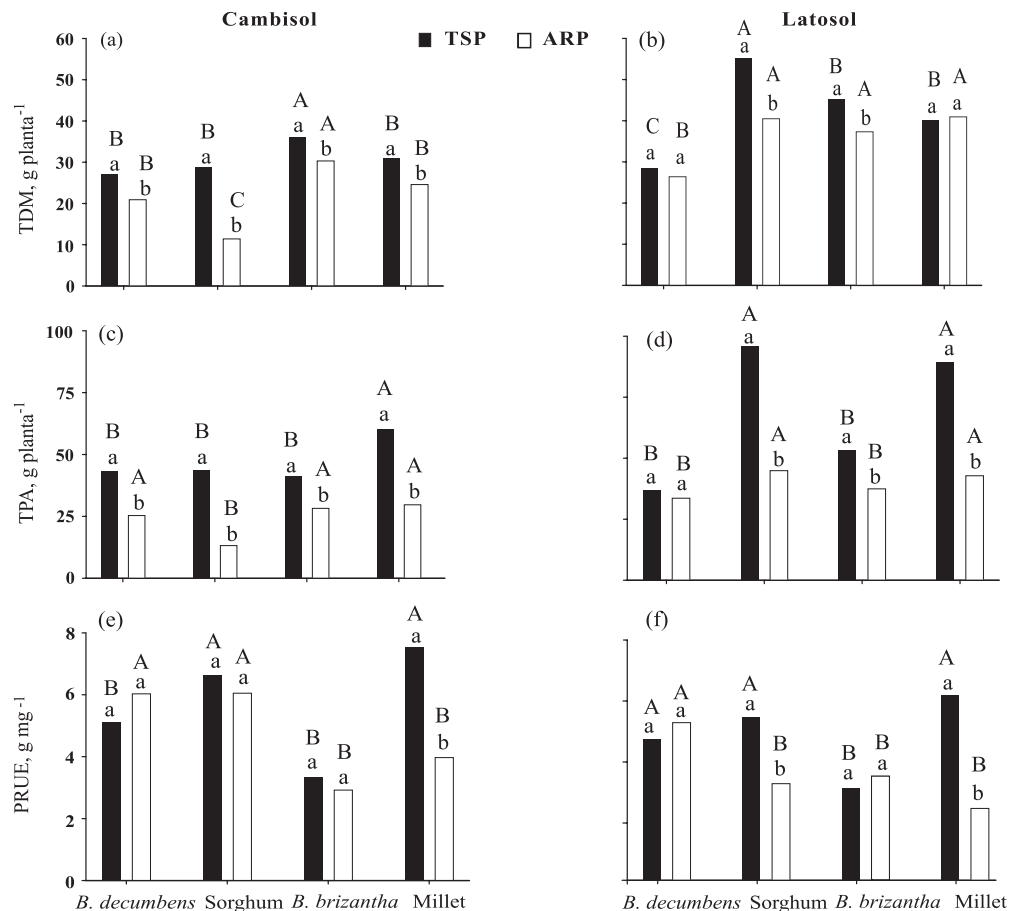 Cambisol Latosol
TSP ARP
(a) (b)
TDM, g planta-1
60
50
40
30
20
10
0
B a B b B a C b A a A b B a B b
C a B a A a A b B a A b B a A a
(c) (d)
TPA, g planta-1
100
75
50
25
0
B a A b B a B b B a A b A a A b
B a B a A a A b B a B b A a A b
(e) (f)
PRUE, g mg -1
8
6
4
2
0
B a A a A a A a B a B a A a B b
A a A a A a B b B a A a A a B b
B. decumbens Sorghum B. brizantha Millet
B. decumbens Sorghum B. brizantha Millet